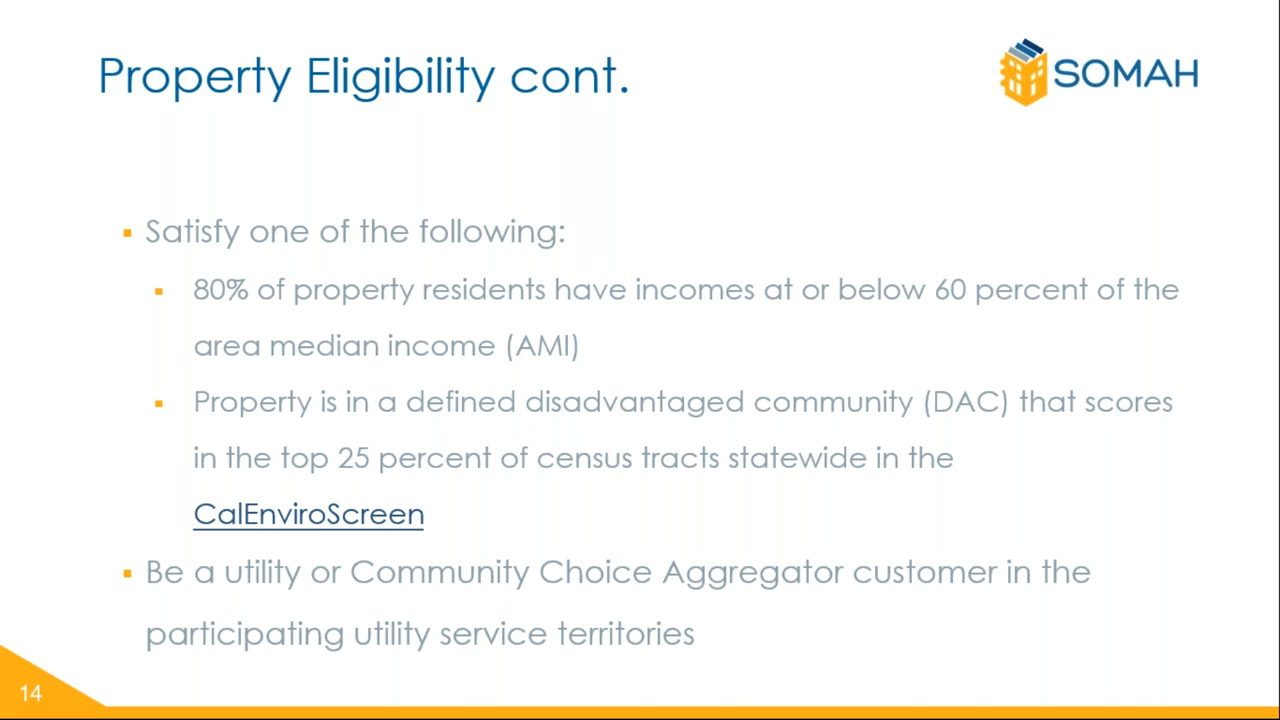 Property Eligibility cont.
SOMAH
▪ Satisfy one of the following:
▪ 80% of property residents have incomes at or below 60 percent of the
area median income (AMI)
▪ Property is in a defined disadvantaged community (DAC) that scores
in the top 25 percent of census tracts statewide in the
CalEnviroScreen
▪ Be a utility or Community Choice Aggregator customer in the
participating utility service territories
14